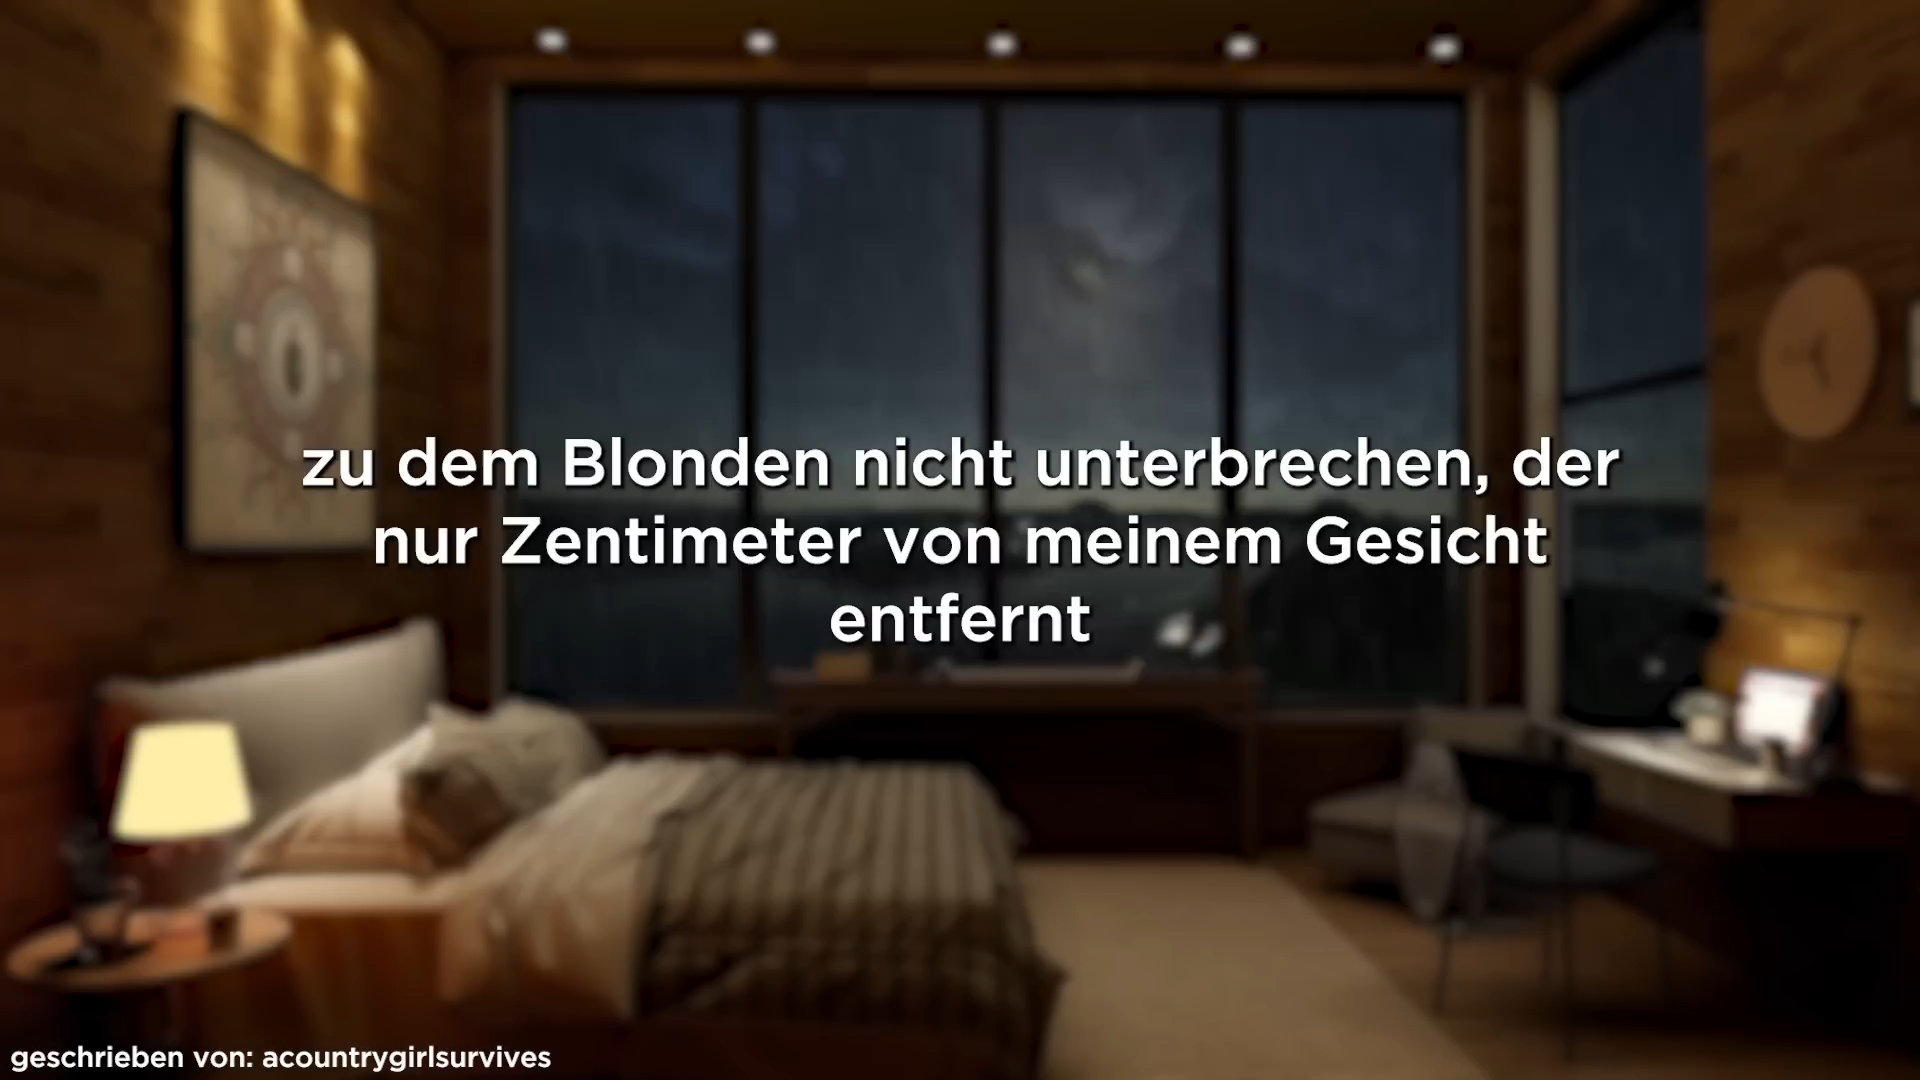 zu dem Blonden nicht unterbrechen, der
nur Zentimeter von meinem Gesicht
entfernt
geschrieben von: acountrygirlsurvives